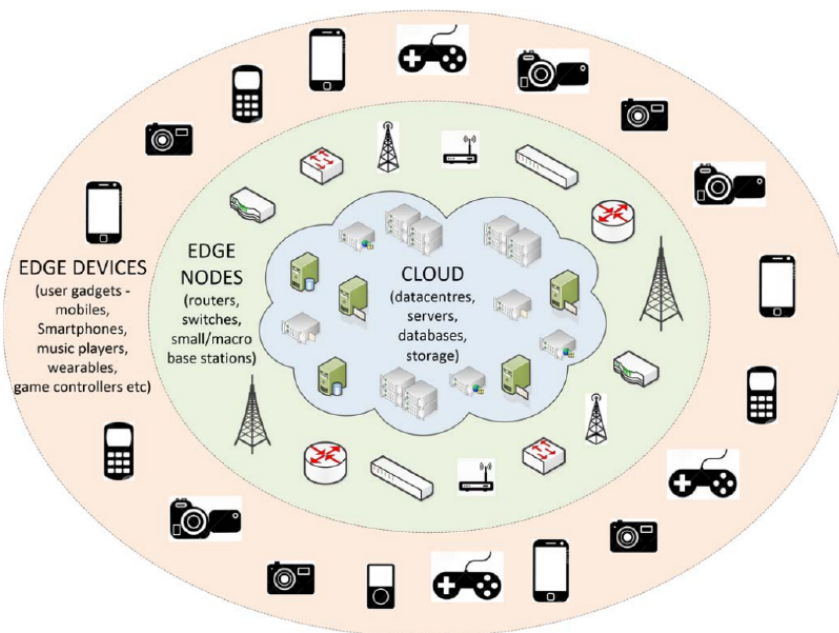 EDGE DEVICES
(user gadgets -
mobiles,
Smartphones,
music players,
wearables,
game controllers etc)
EDGE
NODES
(routers,
switches,
small/macro
base stations)
CLOUD
(datacentres,
servers,
databases,
storage)